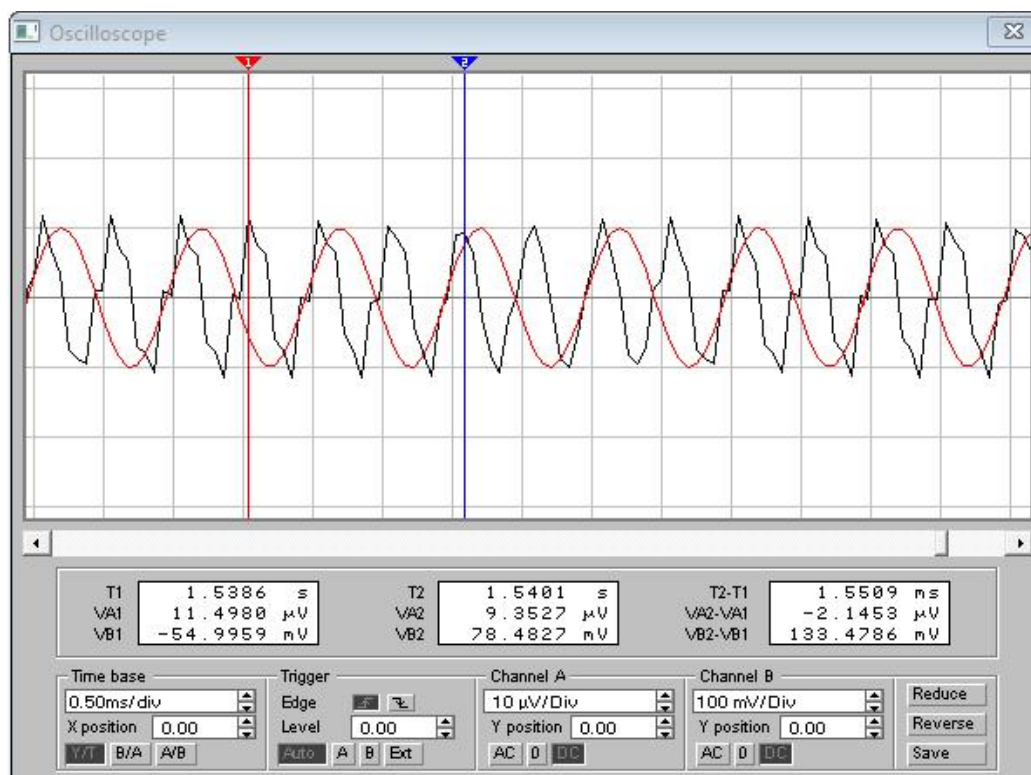 Oscilloscope
1 2
T1 1.5386 s T2 1.5401 s T2-T1 1.5509 ms
VA1 11.4980 µV VA2 9.3527 µV VA2-VA1 -2.1453 µV
VB1 -54.9959 mV VB2 78.4827 mV VB2-VB1 133.4786 mV
Time base
0.50ms/div
X position 0.00
Y/T B/A A/B
Trigger
Edge
Level 0.00
Auto A B Ext
Channel A
10 µV/Div
Y position 0.00
AC 0 DC
Channel B
100 mV/Div
Y position 0.00
AC 0 DC
Reduce
Reverse
Save